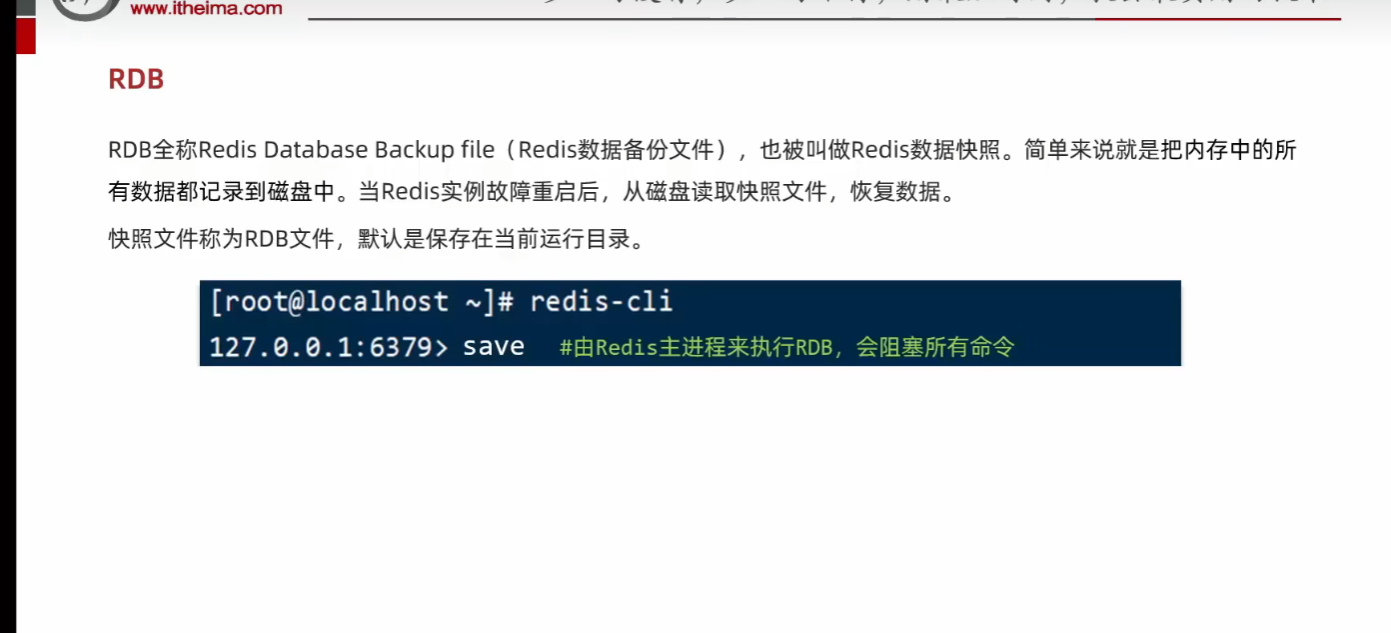 www.itheima.com
RDB
RDB全称Redis Database Backup file（Redis数据备份文件），也被叫做Redis数据快照。简单来说就是把内存中的所
有数据都记录到磁盘中。当Redis实例故障重启后，从磁盘读取快照文件，恢复数据。
快照文件称为RDB文件，默认是保存在当前运行目录。
[root@localhost ~]# redis-cli
127.0.0.1:6379> save #由Redis主进程来执行RDB，会阻塞所有命令